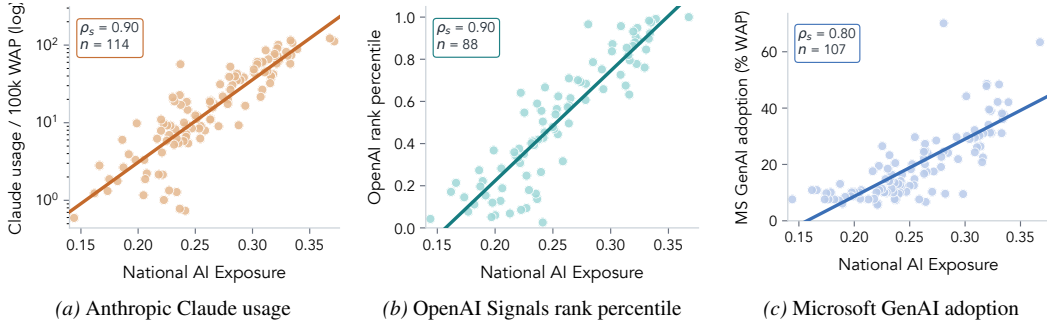 Claude usage / 100k WAP (log
10²
10¹
10⁰
ρₛ = 0.90
n = 114
0.15 0.20 0.25 0.30 0.35
National AI Exposure
(a) Anthropic Claude usage
OpenAI rank percentile
1.0
0.8
0.6
0.4
0.2
0.0
ρₛ = 0.90
n = 88
0.15 0.20 0.25 0.30 0.35
National AI Exposure
(b) OpenAI Signals rank percentile
MS GenAI adoption (% WAP)
60
40
20
0
ρₛ = 0.80
n = 107
0.15 0.20 0.25 0.30 0.35
National AI Exposure
(c) Microsoft GenAI adoption